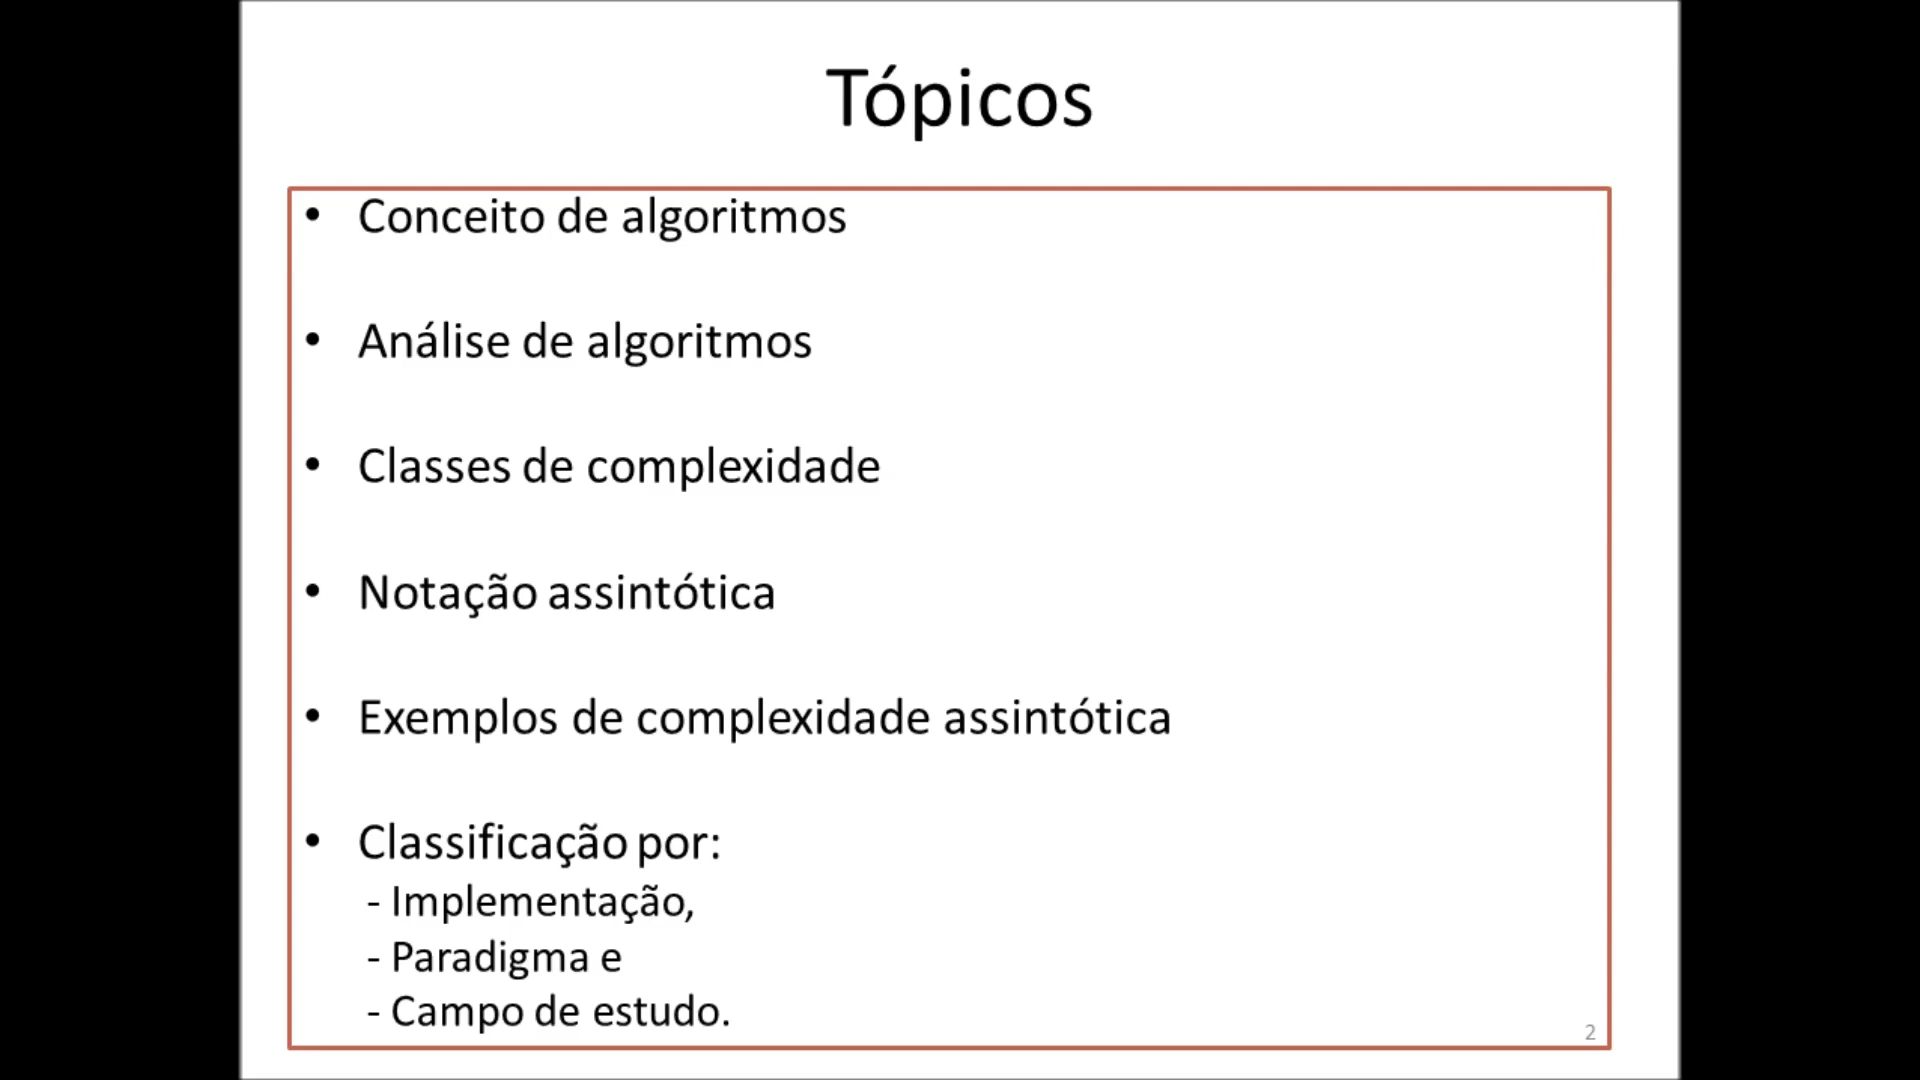 Tópicos
• Conceito de algoritmos
• Análise de algoritmos
• Classes de complexidade
• Notação assintótica
• Exemplos de complexidade assintótica
• Classificação por:
- Implementação,
- Paradigma e
- Campo de estudo.
2